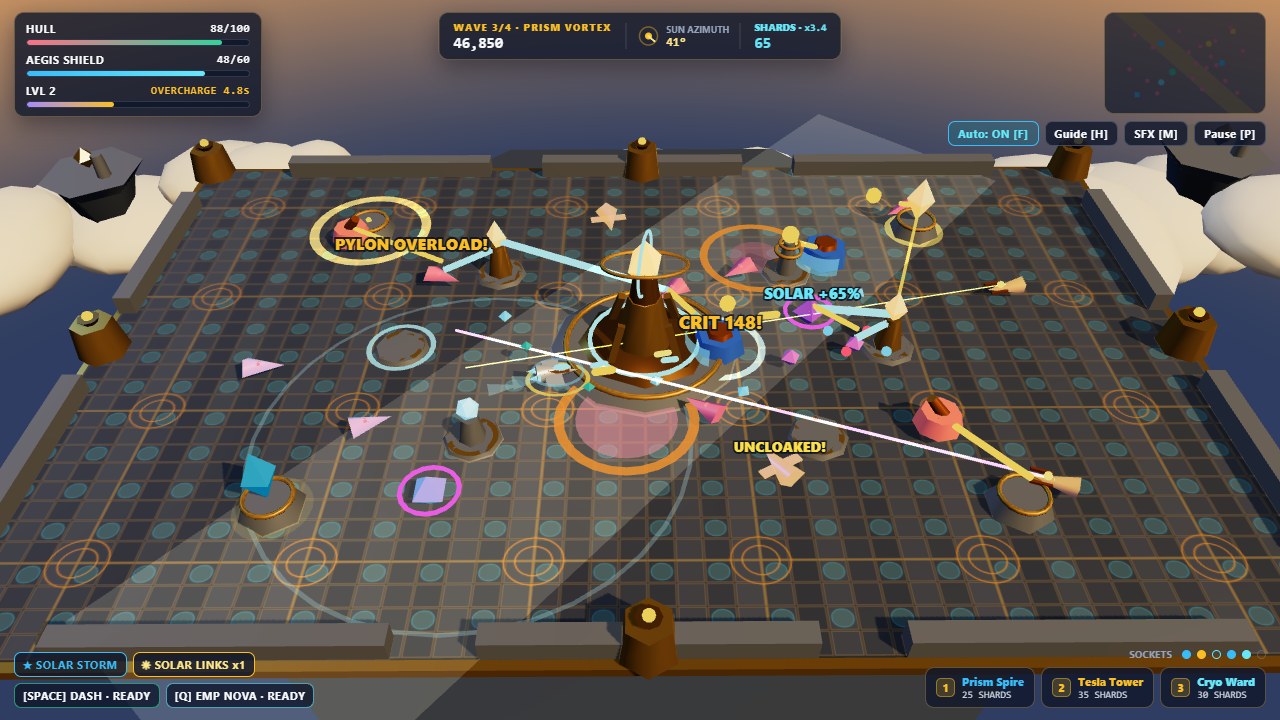 HULL 88/100
AEGIS SHIELD 48/60
LVL 2 OVERCHARGE 4.8s
WAVE 3/4 · PRISM VORTEX
46,850
SUN AZIMUTH
41°
SHARDS · x3.4
65
Auto: ON [F]
Guide [H]
SFX [M]
Pause [P]
PYLON OVERLOAD!
SOLAR +65%
CRIT 148!
UNCLOAKED!
★ SOLAR STORM
✹ SOLAR LINKS x1
[SPACE] DASH · READY
[Q] EMP NOVA · READY
SOCKETS
1 Prism Spire
25 SHARDS
2 Tesla Tower
35 SHARDS
3 Cryo Ward
30 SHARDS